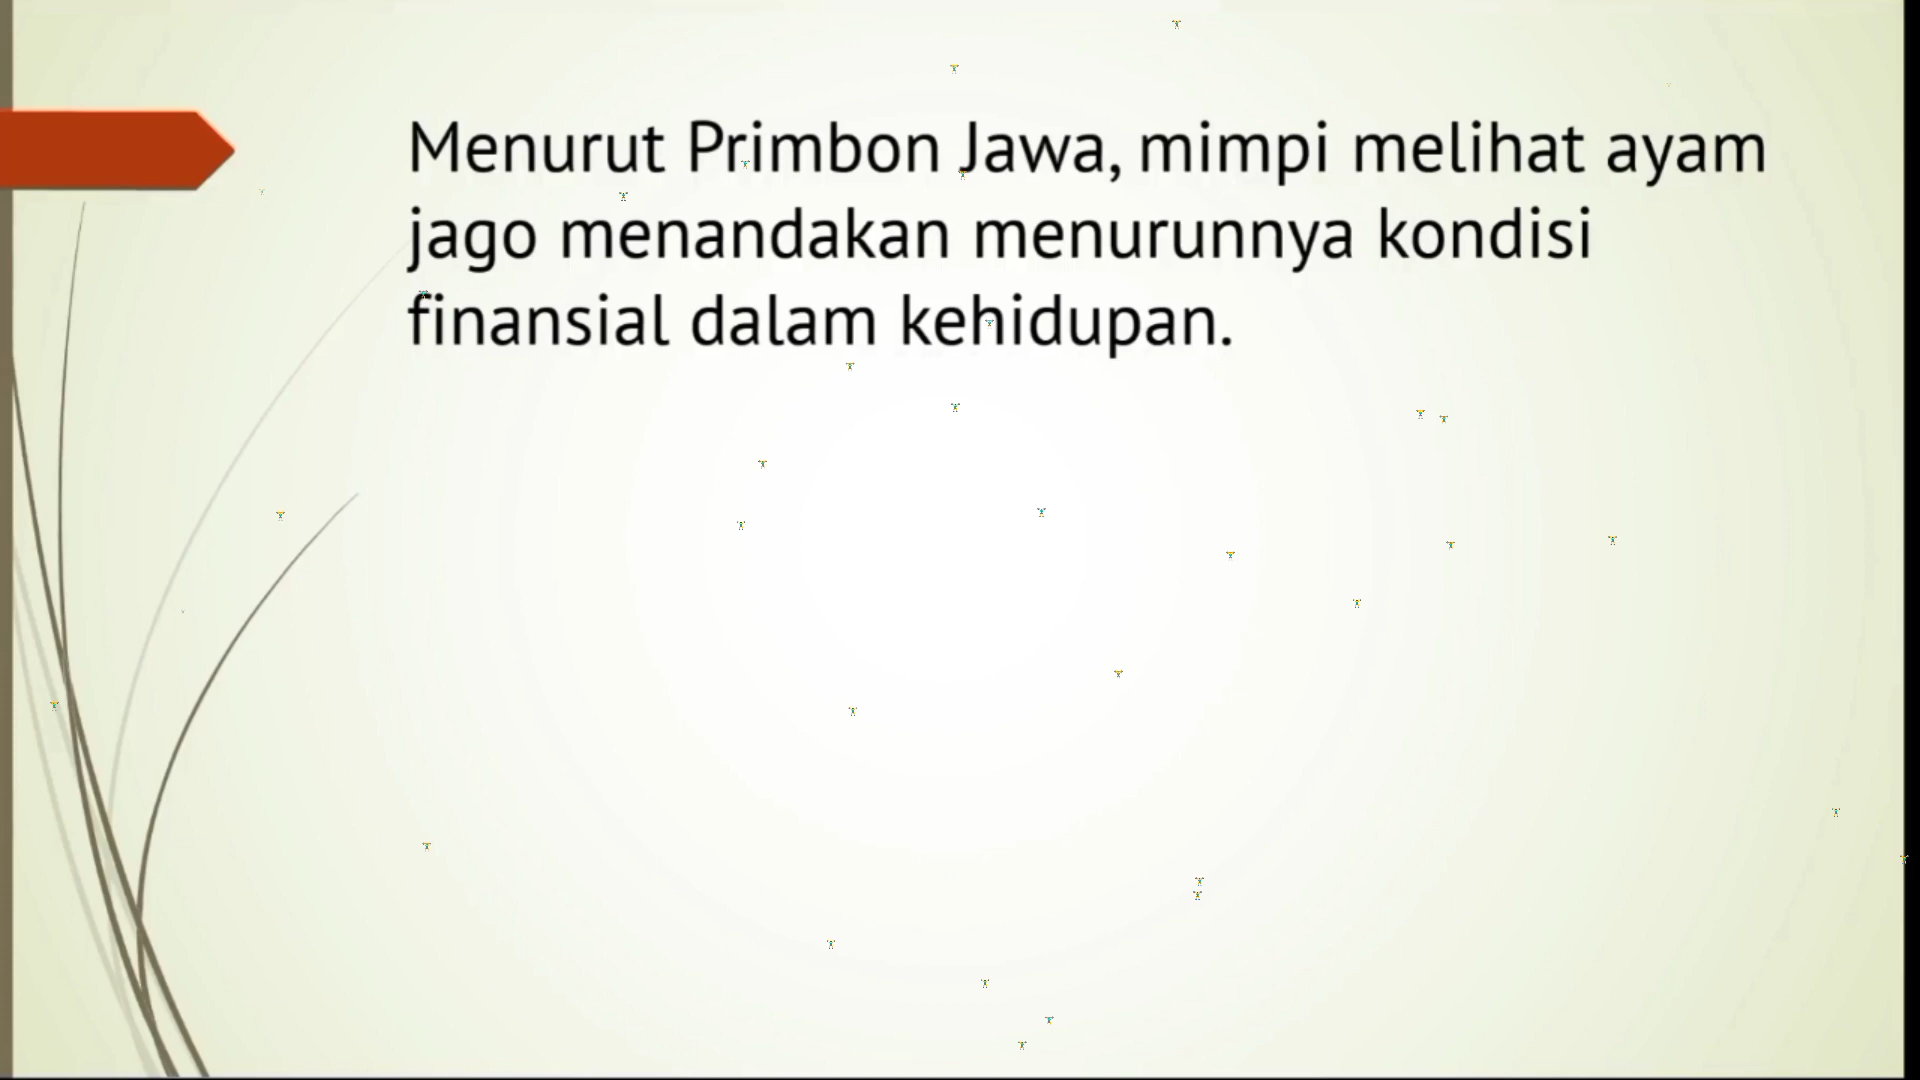 Menurut Primbon Jawa, mimpi melihat ayam
jago menandakan menurunnya kondisi
finansial dalam kehidupan.